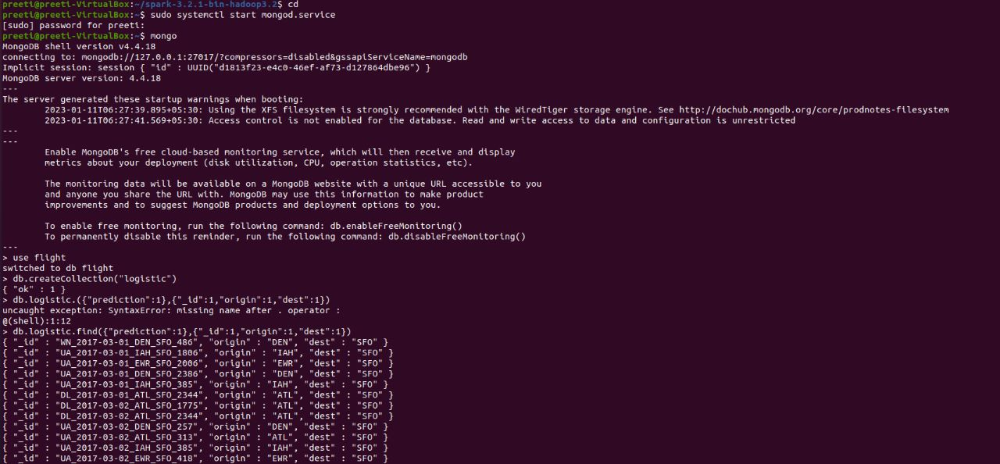 preeti@preeti-VirtualBox:~/spark-3.2.1-bin-hadoop3.2$ cd
preeti@preeti-VirtualBox:~$ sudo systemctl start mongod.service
[sudo] password for preeti:
preeti@preeti-VirtualBox:~$ mongo
MongoDB shell version v4.4.18
connecting to: mongodb://127.0.0.1:27017/?compressors=disabled&gssapiServiceName=mongodb
Implicit session: session { "id" : UUID("d1813f23-e4c0-46ef-af73-d127864dbe96") }
MongoDB server version: 4.4.18
---
The server generated these startup warnings when booting:
        2023-01-11T06:27:39.895+05:30: Using the XFS filesystem is strongly recommended with the WiredTiger storage engine. See http://dochub.mongodb.org/core/prodnotes-filesystem
        2023-01-11T06:27:41.569+05:30: Access control is not enabled for the database. Read and write access to data and configuration is unrestricted
---
---
        Enable MongoDB's free cloud-based monitoring service, which will then receive and display
        metrics about your deployment (disk utilization, CPU, operation statistics, etc).

        The monitoring data will be available on a MongoDB website with a unique URL accessible to you
        and anyone you share the URL with. MongoDB may use this information to make product
        improvements and to suggest MongoDB products and deployment options to you.

        To enable free monitoring, run the following command: db.enableFreeMonitoring()
        To permanently disable this reminder, run the following command: db.disableFreeMonitoring()
---
> use flight
switched to db flight
> db.createCollection("logistic")
{ "ok" : 1 }
> db.logistic.({"prediction":1},{"_id":1,"origin":1,"dest":1})
uncaught exception: SyntaxError: missing name after . operator :
@(shell):1:12
> db.logistic.find({"prediction":1},{"_id":1,"origin":1,"dest":1})
{ "_id" : "WN_2017-03-01_DEN_SFO_486", "origin" : "DEN", "dest" : "SFO" }
{ "_id" : "UA_2017-03-01_IAH_SFO_1806", "origin" : "IAH", "dest" : "SFO" }
{ "_id" : "UA_2017-03-01_EWR_SFO_2006", "origin" : "EWR", "dest" : "SFO" }
{ "_id" : "UA_2017-03-01_DEN_SFO_2386", "origin" : "DEN", "dest" : "SFO" }
{ "_id" : "UA_2017-03-01_IAH_SFO_385", "origin" : "IAH", "dest" : "SFO" }
{ "_id" : "DL_2017-03-01_ATL_SFO_2344", "origin" : "ATL", "dest" : "SFO" }
{ "_id" : "DL_2017-03-02_ATL_SFO_1775", "origin" : "ATL", "dest" : "SFO" }
{ "_id" : "DL_2017-03-02_ATL_SFO_2344", "origin" : "ATL", "dest" : "SFO" }
{ "_id" : "UA_2017-03-02_DEN_SFO_257", "origin" : "DEN", "dest" : "SFO" }
{ "_id" : "UA_2017-03-02_ATL_SFO_313", "origin" : "ATL", "dest" : "SFO" }
{ "_id" : "UA_2017-03-02_IAH_SFO_385", "origin" : "IAH", "dest" : "SFO" }
{ "_id" : "UA_2017-03-02_EWR_SFO_418", "origin" : "EWR", "dest" : "SFO" }